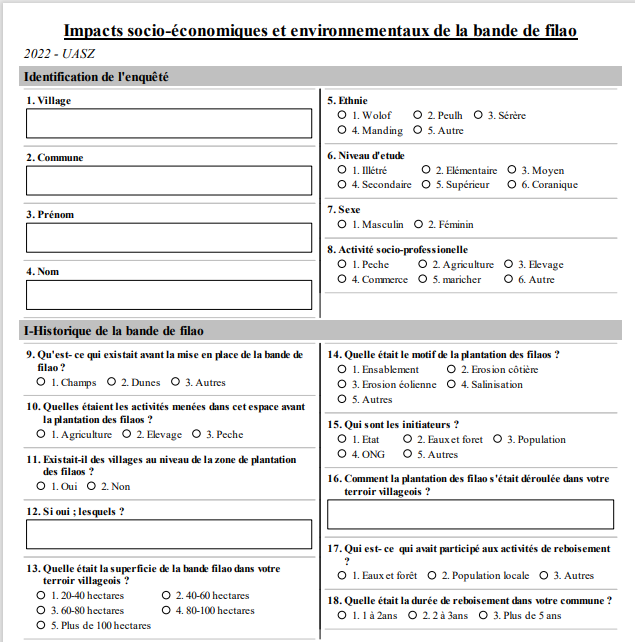 Impacts socio-économiques et environnementaux de la bande de filao
2022 - UASZ
Identification de l'enquêté
1. Village
2. Commune
3. Prénom
4. Nom
5. Ethnie
1. Wolof 2. Peulh 3. Sérère
4. Manding 5. Autre
6. Niveau d'etude
1. Illétré 2. Elémentaire 3. Moyen
4. Secondaire 5. Supérieur 6. Coranique
7. Sexe
1. Masculin 2. Féminin
8. Activité socio-professionelle
1. Peche 2. Agriculture 3. Elevage
4. Commerce 5. maricher 6. Autre
I-Historique de la bande de filao
9. Qu'est- ce qui existait avant la mise en place de la bande de
filao ?
1. Champs 2. Dunes 3. Autres
10. Quelles étaient les activités menées dans cet espace avant
la plantation des filaos ?
1. Agriculture 2. Elevage 3. Peche
11. Existait-il des villages au niveau de la zone de plantation
des filaos ?
1. Oui 2. Non
12. Si oui ; lesquels ?
13. Quelle était la superficie de la bande filao dans votre
terroir villageois ?
1. 20-40 hectares 2. 40-60 hectares
3. 60-80 hectares 4. 80-100 hectares
5. Plus de 100 hectares
14. Quelle était le motif de la plantation des filaos ?
1. Ensablement 2. Erosion côtière
3. Erosion éolienne 4. Salinisation
5. Autres
15. Qui sont les initiateurs ?
1. Etat 2. Eaux et foret 3. Population
4. ONG 5. Autres
16. Comment la plantation des filao s'était déroulée dans votre
terroir villageois ?
17. Qui est- ce qui avait participé aux activités de reboisement
?
1. Eaux et forêt 2. Population locale 3. Autres
18. Quelle était la durée de reboisement dans votre commune ?
1. 1 à 2ans 2. 2 à 3ans 3. Plus de 5 ans